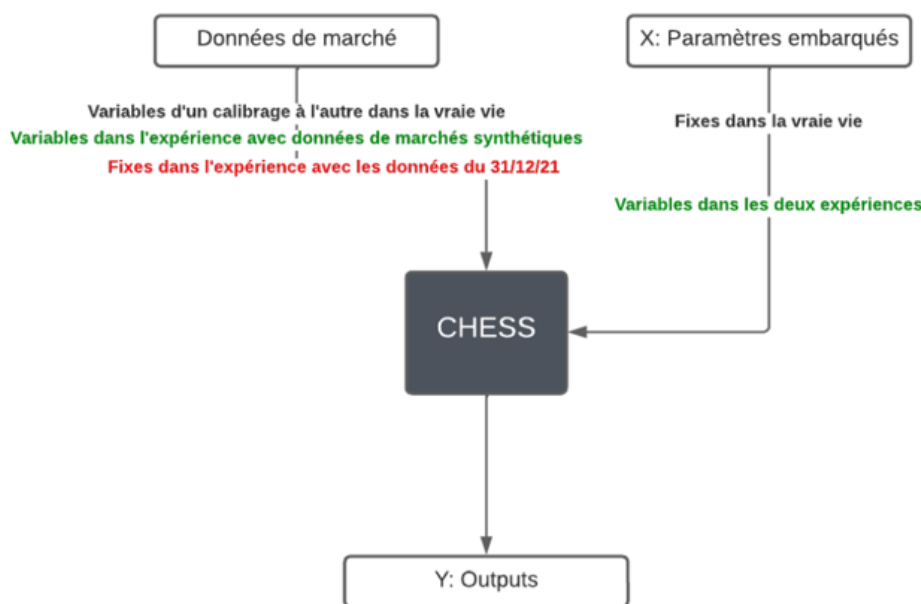 Données de marché
X: Paramètres embarqués
Variables d'un calibrage à l'autre dans la vraie vie
Fixes dans la vraie vie
Variables dans l'expérience avec données de marchés synthétiques
Fixes dans l'expérience avec les données du 31/12/21
Variables dans les deux expériences
CHESS
Y: Outputs